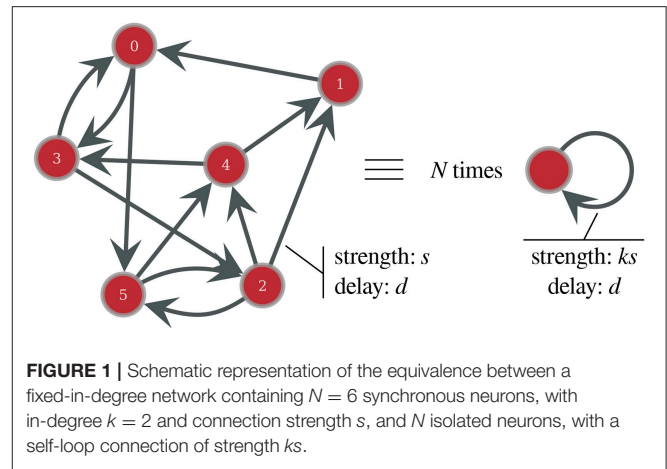 0
1
3
4
5
2
≡ N times
strength: s
delay: d
strength: ks
delay: d
FIGURE 1 | Schematic representation of the equivalence between a
fixed-in-degree network containing N = 6 synchronous neurons, with
in-degree k = 2 and connection strength s, and N isolated neurons, with a
self-loop connection of strength ks.